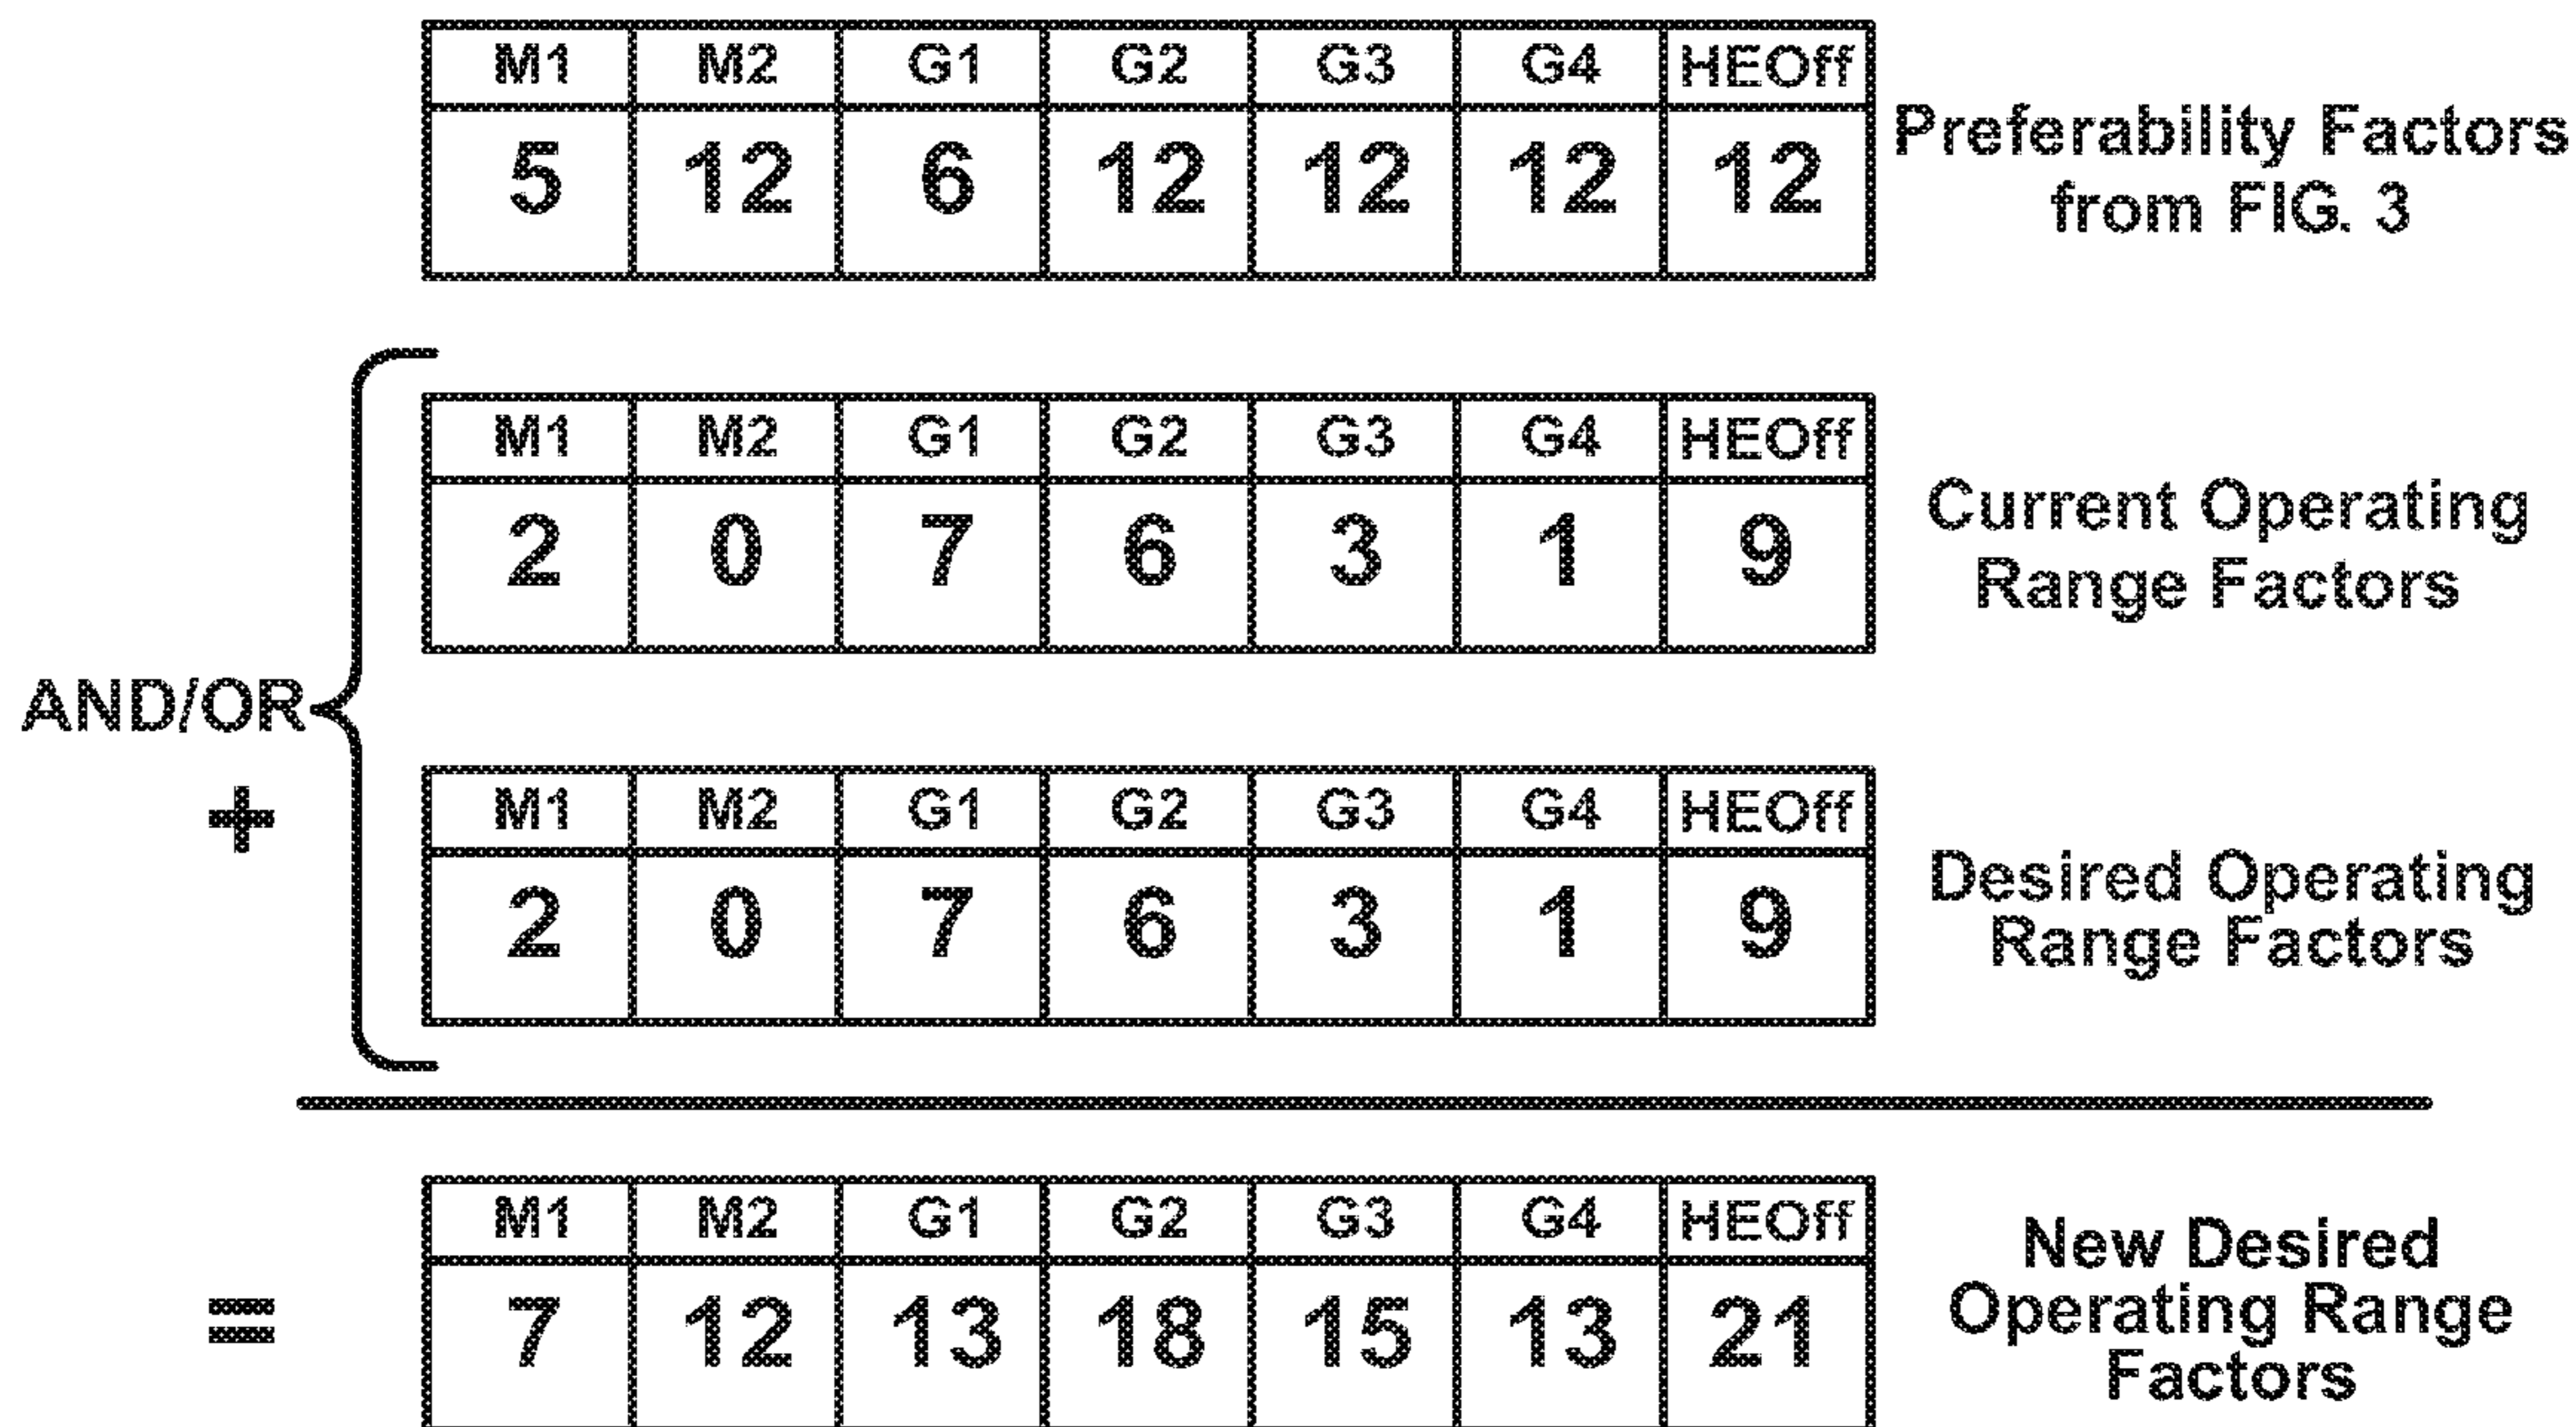 M1 M2 G1 G2 G3 G4 HEOff
5 12 6 12 12 12 12
Preferability Factors
from FIG. 3
M1 M2 G1 G2 G3 G4 HEOff
2 0 7 6 3 1 9
Current Operating
Range Factors
AND/OR
+
M1 M2 G1 G2 G3 G4 HEOff
2 0 7 6 3 1 9
Desired Operating
Range Factors
=
M1 M2 G1 G2 G3 G4 HEOff
7 12 13 18 15 13 21
New Desired
Operating Range
Factors